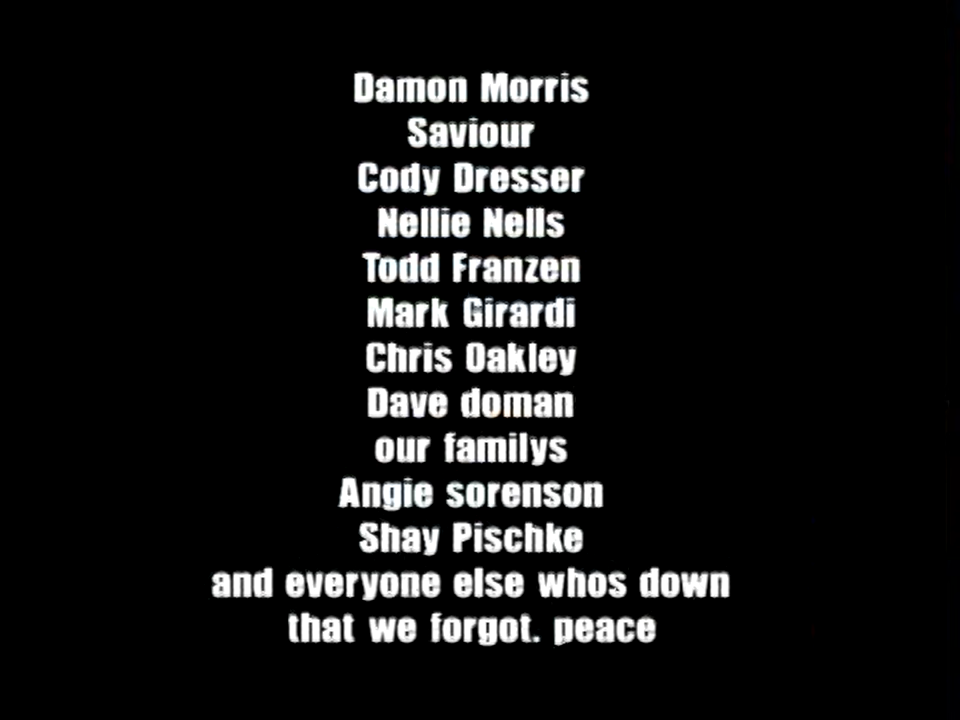 Damon Morris
Saviour
Cody Dresser
Nellie Nells
Todd Franzen
Mark Girardi
Chris Oakley
Dave doman
our familys
Angie sorenson
Shay Pischke
and everyone else whos down
that we forgot. peace